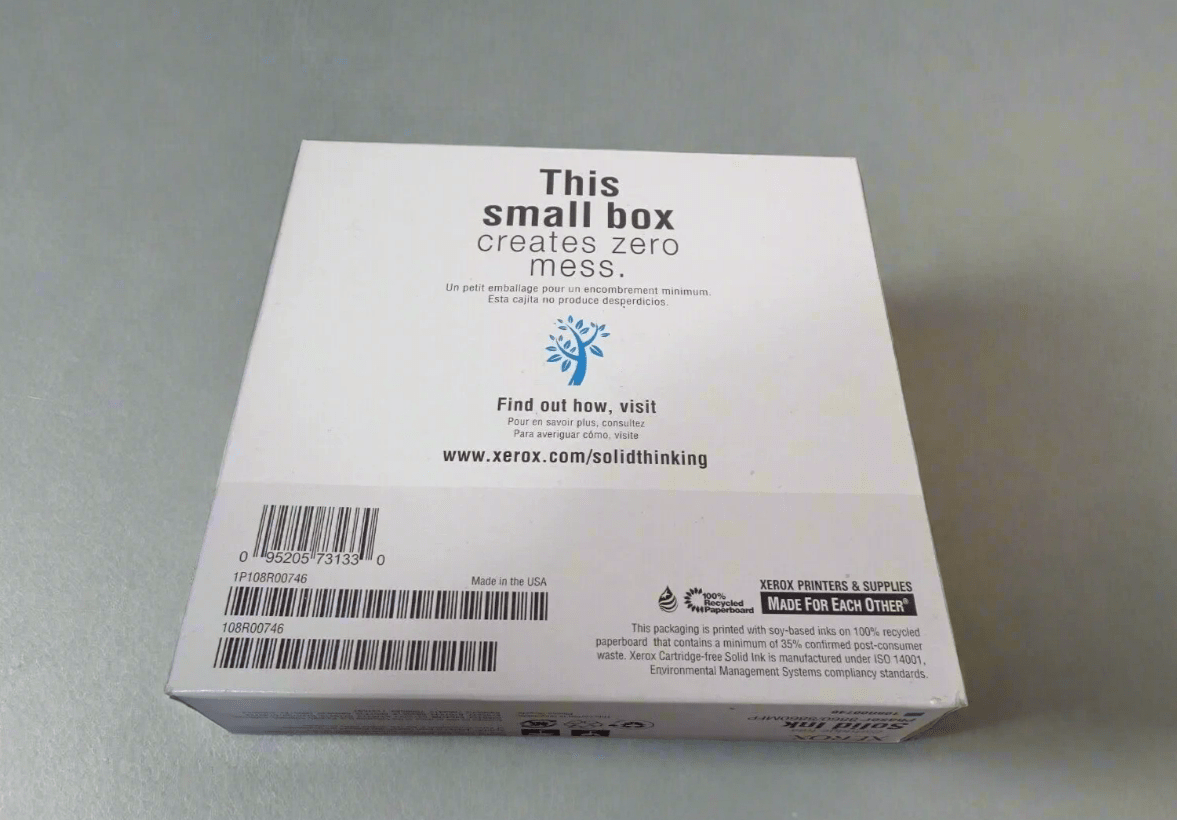 This
small box
creates zero
mess.
Un petit emballage pour un encombrement minimum.
Esta cajita no produce desperdicios.
Find out how, visit
Pour en savoir plus, consultez
Para averiguar cómo, visite
www.xerox.com/solidthinking
0 95205 73133 0
1P108R00746
Made in the USA
108R00746
100%
Recycled
Paperboard
XEROX PRINTERS & SUPPLIES
MADE FOR EACH OTHER®
This packaging is printed with soy-based inks on 100% recycled
paperboard that contains a minimum of 35% confirmed post-consumer
waste. Xerox Cartridge-free Solid Ink is manufactured under ISO 14001,
Environmental Management Systems compliancy standards.
XEROX
Solid Ink
108R00746